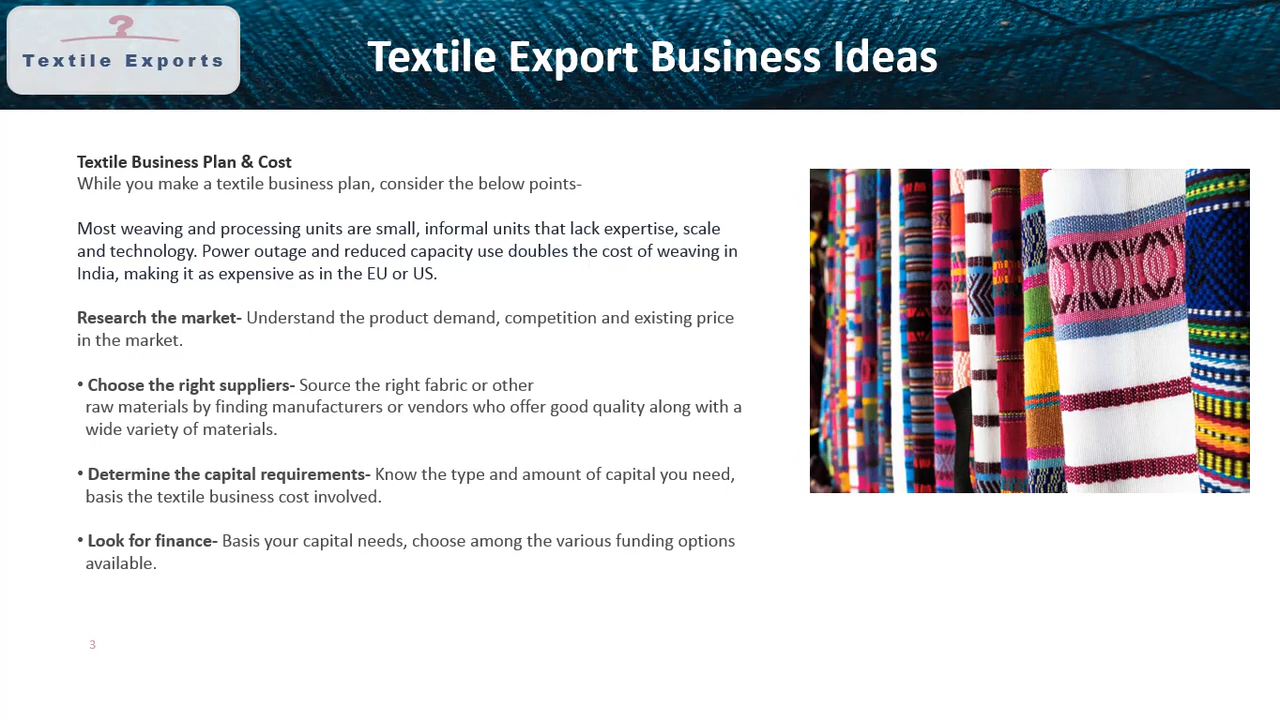 Textile Exports
Textile Export Business Ideas
Textile Business Plan & Cost
While you make a textile business plan, consider the below points-
Most weaving and processing units are small, informal units that lack expertise, scale
and technology. Power outage and reduced capacity use doubles the cost of weaving in
India, making it as expensive as in the EU or US.
Research the market- Understand the product demand, competition and existing price
in the market.
• Choose the right suppliers- Source the right fabric or other
raw materials by finding manufacturers or vendors who offer good quality along with a
wide variety of materials.
• Determine the capital requirements- Know the type and amount of capital you need,
basis the textile business cost involved.
• Look for finance- Basis your capital needs, choose among the various funding options
available.
3